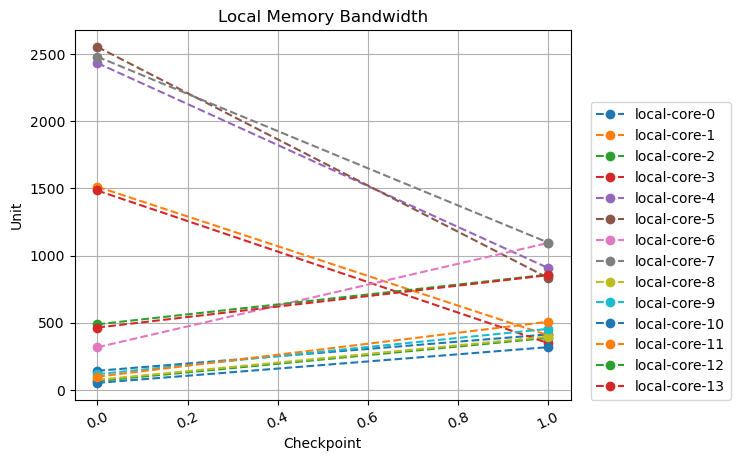 Local Memory Bandwidth
Unit
2500
2000
1500
1000
500
0
0.0
0.2
0.4
0.6
0.8
1.0
Checkpoint
local-core-0
local-core-1
local-core-2
local-core-3
local-core-4
local-core-5
local-core-6
local-core-7
local-core-8
local-core-9
local-core-10
local-core-11
local-core-12
local-core-13